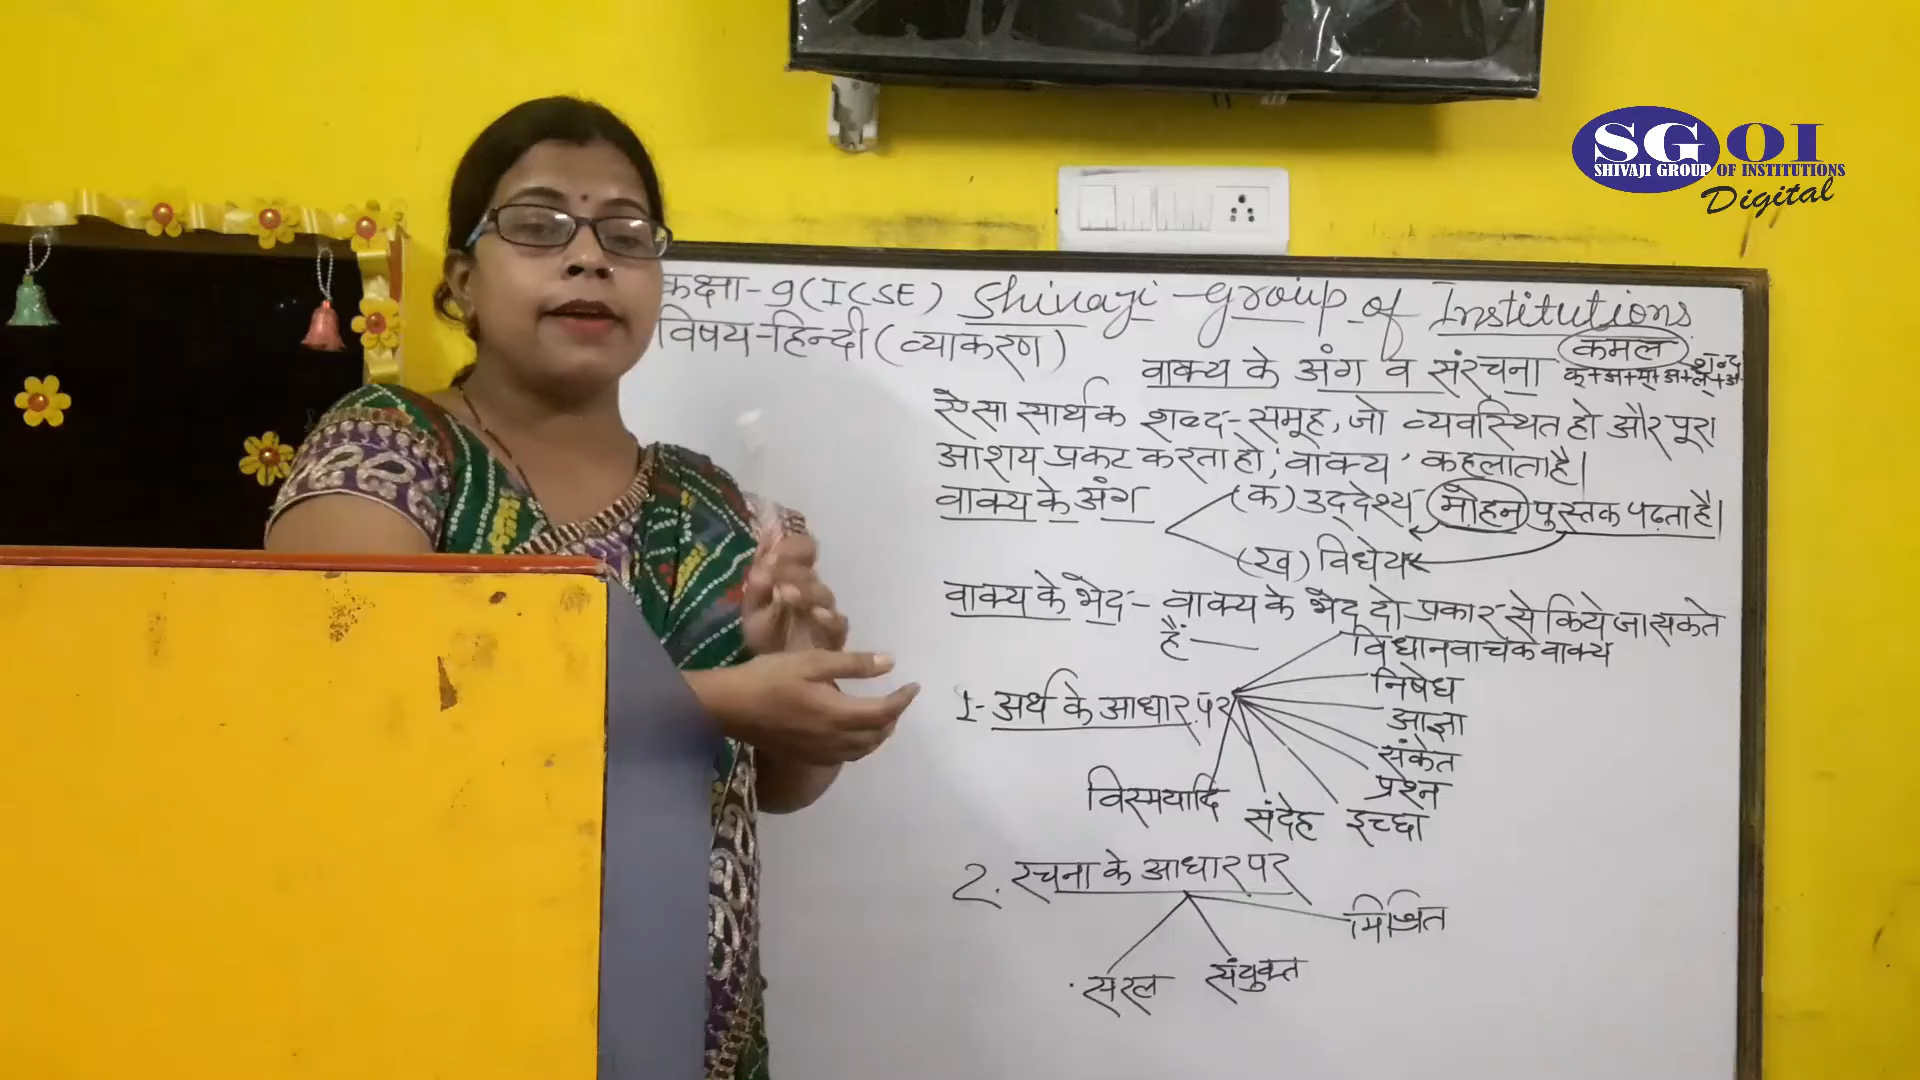 SGOI
SHIVAJI GROUP OF INSTITUTIONS
Digital
कक्षा-9(ICSE) Shivaji Group of Institutions
विषय-हिन्दी(व्याकरण)
वाक्य के अंग व संरचना कमल शब्द
क्+अ+म्+अ+ल्+अ
ऐसा सार्थक शब्द-समूह, जो व्यवस्थित हो और पूरा
आशय प्रकट करता हो, 'वाक्य' कहलाता है।
वाक्य के अंग (क) उद्देश्य मोहन पुस्तक पढ़ता है।
(ख) विधेय
वाक्य के भेद- वाक्य के भेद दो प्रकार से किये जा सकते
हैं—
विधानवाचक वाक्य
निषेध
1- अर्थ के आधार पर
आज्ञा
संकेत
प्रश्न
विस्मयादि संदेह इच्छा
2. रचना के आधार पर
मिश्रित
सरल संयुक्त